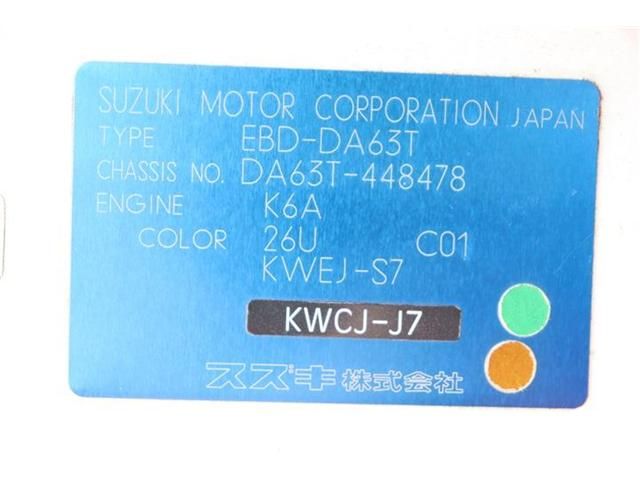 SUZUKI MOTOR CORPORATION JAPAN
TYPE EBD-DA63T
CHASSIS NO. DA63T-448478
ENGINE K6A
COLOR 26U C01
KWEJ-S7
KWCJ-J7
スズキ株式会社